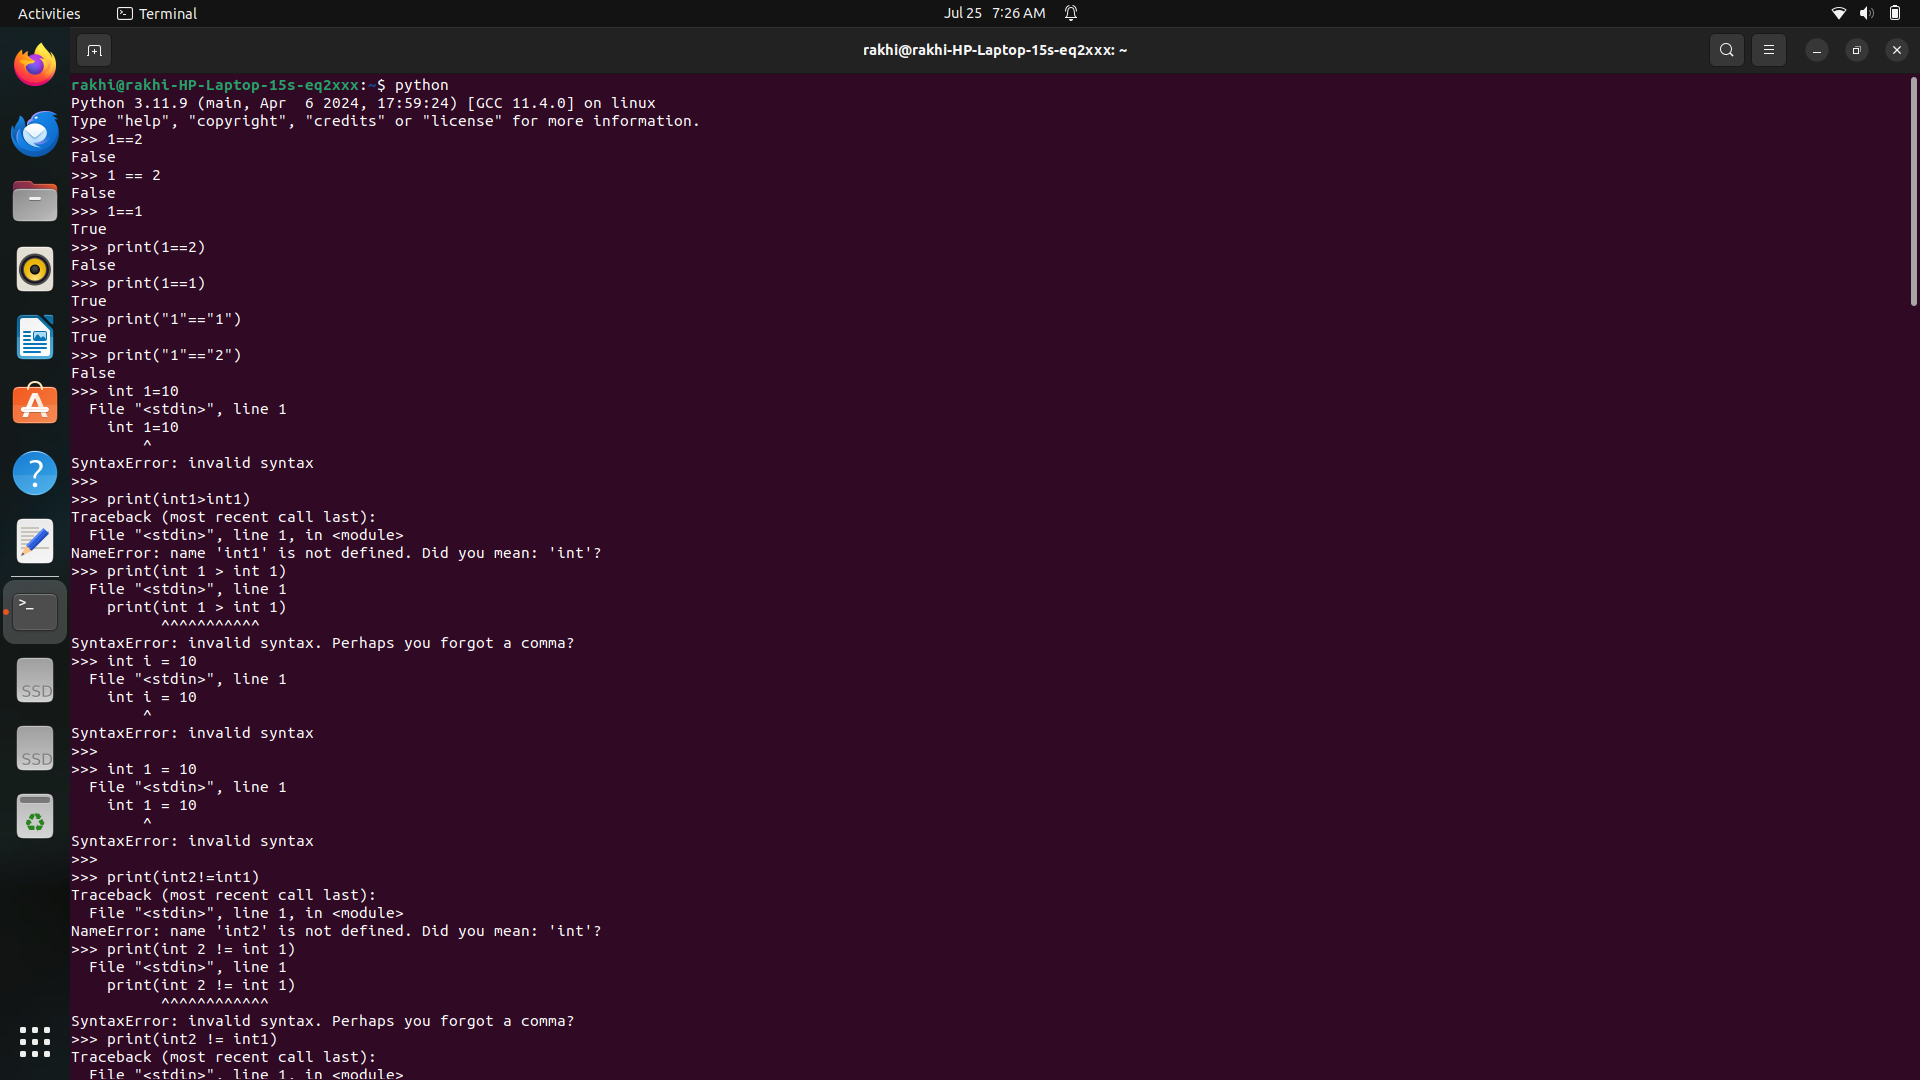 Activities Terminal Jul 25 7:26 AM
rakhi@rakhi-HP-Laptop-15s-eq2xxx: ~
rakhi@rakhi-HP-Laptop-15s-eq2xxx:~$ python
Python 3.11.9 (main, Apr  6 2024, 17:59:24) [GCC 11.4.0] on linux
Type "help", "copyright", "credits" or "license" for more information.
>>> 1==2
False
>>> 1 == 2
False
>>> 1==1
True
>>> print(1==2)
False
>>> print(1==1)
True
>>> print("1"=="1")
True
>>> print("1"=="2")
False
>>> int 1=10
  File "<stdin>", line 1
    int 1=10
        ^
SyntaxError: invalid syntax
>>>
>>> print(int1>int1)
Traceback (most recent call last):
  File "<stdin>", line 1, in <module>
NameError: name 'int1' is not defined. Did you mean: 'int'?
>>> print(int 1 > int 1)
  File "<stdin>", line 1
    print(int 1 > int 1)
          ^^^^^^^^^^^
SyntaxError: invalid syntax. Perhaps you forgot a comma?
>>> int i = 10
  File "<stdin>", line 1
    int i = 10
        ^
SyntaxError: invalid syntax
>>>
>>> int 1 = 10
  File "<stdin>", line 1
    int 1 = 10
        ^
SyntaxError: invalid syntax
>>>
>>> print(int2!=int1)
Traceback (most recent call last):
  File "<stdin>", line 1, in <module>
NameError: name 'int2' is not defined. Did you mean: 'int'?
>>> print(int 2 != int 1)
  File "<stdin>", line 1
    print(int 2 != int 1)
          ^^^^^^^^^^^^
SyntaxError: invalid syntax. Perhaps you forgot a comma?
>>> print(int2 != int1)
Traceback (most recent call last):
  File "<stdin>", line 1, in <module>
SSD
SSD